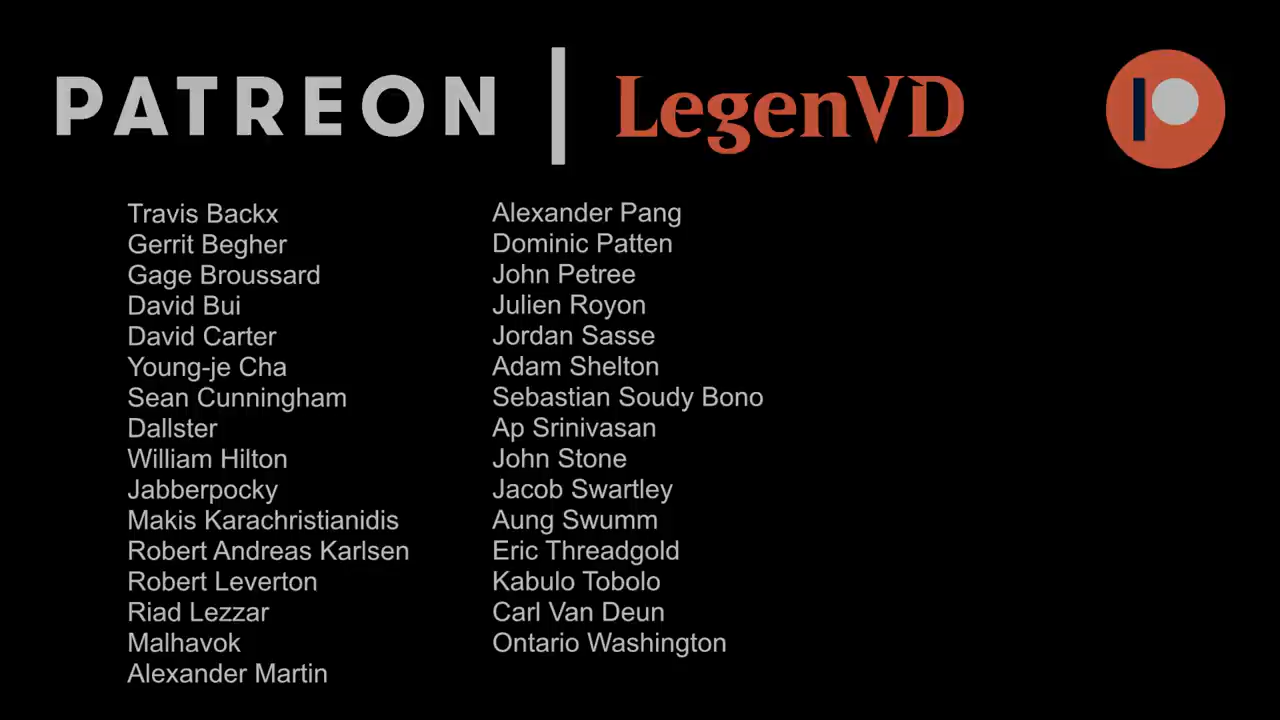 PATREON | LegenVD
Travis Backx
Gerrit Begher
Gage Broussard
David Bui
David Carter
Young-je Cha
Sean Cunningham
Dallster
William Hilton
Jabberpocky
Makis Karachristianidis
Robert Andreas Karlsen
Robert Leverton
Riad Lezzar
Malhavok
Alexander Martin
Alexander Pang
Dominic Patten
John Petree
Julien Royon
Jordan Sasse
Adam Shelton
Sebastian Soudy Bono
Ap Srinivasan
John Stone
Jacob Swartley
Aung Swumm
Eric Threadgold
Kabulo Tobolo
Carl Van Deun
Ontario Washington